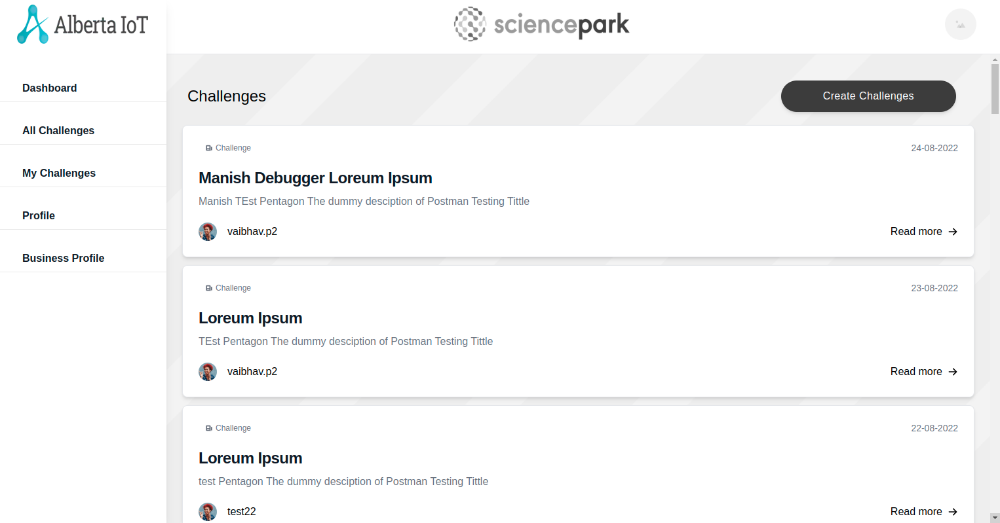 Alberta IoT
sciencepark
Dashboard
All Challenges
My Challenges
Profile
Business Profile
Challenges
Create Challenges
Challenge
24-08-2022
Manish Debugger Loreum Ipsum
Manish TEst Pentagon The dummy desciption of Postman Testing Tittle
vaibhav.p2
Read more
Challenge
23-08-2022
Loreum Ipsum
TEst Pentagon The dummy desciption of Postman Testing Tittle
vaibhav.p2
Read more
Challenge
22-08-2022
Loreum Ipsum
test Pentagon The dummy desciption of Postman Testing Tittle
test22
Read more